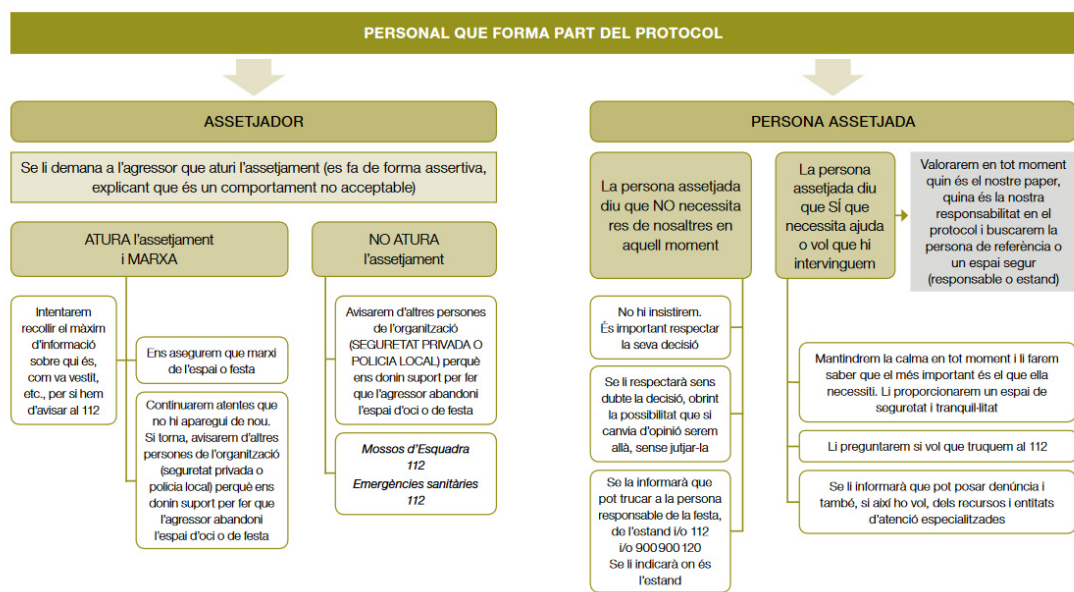 PERSONAL QUE FORMA PART DEL PROTOCOL
ASSETJADOR
Se li demana a l'agressor que aturi l'assetjament (es fa de forma assertiva,
explicant que és un comportament no acceptable)
ATURA l'assetjament
i MARXA
Intentarem
recollir el màxim
d'informació
sobre qui és,
com va vestit,
etc., per si hem
d'avisar al 112
Ens asegurem que marxi
de l'espai o festa
Continuarem atentes que
no hi aparegui de nou.
Si torna, avisarem d'altres
persones de l'organització
(seguretat privada o
policia local) perquè ens
donin suport per fer que
l'agressor abandoni
l'espai d'oci o de festa
NO ATURA
l'assetjament
Avisarem d'altres persones
de l'organització
(SEGURETAT PRIVADA O
POLICIA LOCAL) perquè
ens donin suport per fer
que l'agressor abandoni
l'espai d'oci o de festa
Mossos d'Esquadra
112
Emergències sanitàries
112
PERSONA ASSETJADA
La persona assetjada
diu que NO necessita
res de nosaltres en
aquell moment
No hi insistirem.
És important respectar
la seva decisió
Se li respectarà sens
dubte la decisió, obrint
la possibilitat que si
canvia d'opinió serem
allà, sense jutjar-la
Se la informarà que
pot trucar a la persona
responsable de la festa,
de l'estand i/o 112
i/o 900 900 120
Se li indicarà on és
l'estand
La persona
assetjada diu
que SÍ que
necessita ajuda
o vol que hi
intervinguem
Valorarem en tot moment
quin és el nostre paper,
quina és la nostra
responsabilitat en el
protocol i buscarem la
persona de referència o
un espai segur
(responsable o estand)
Mantindrem la calma en tot moment i li farem
saber que el més important és el que ella
necessiti. Li proporcionarem un espai de
seguretat i tranquil·litat
Li preguntarem si vol que truquem al 112
Se li informarà que pot posar denúncia i
també, si així ho vol, dels recursos i entitats
d'atenció especialitzades